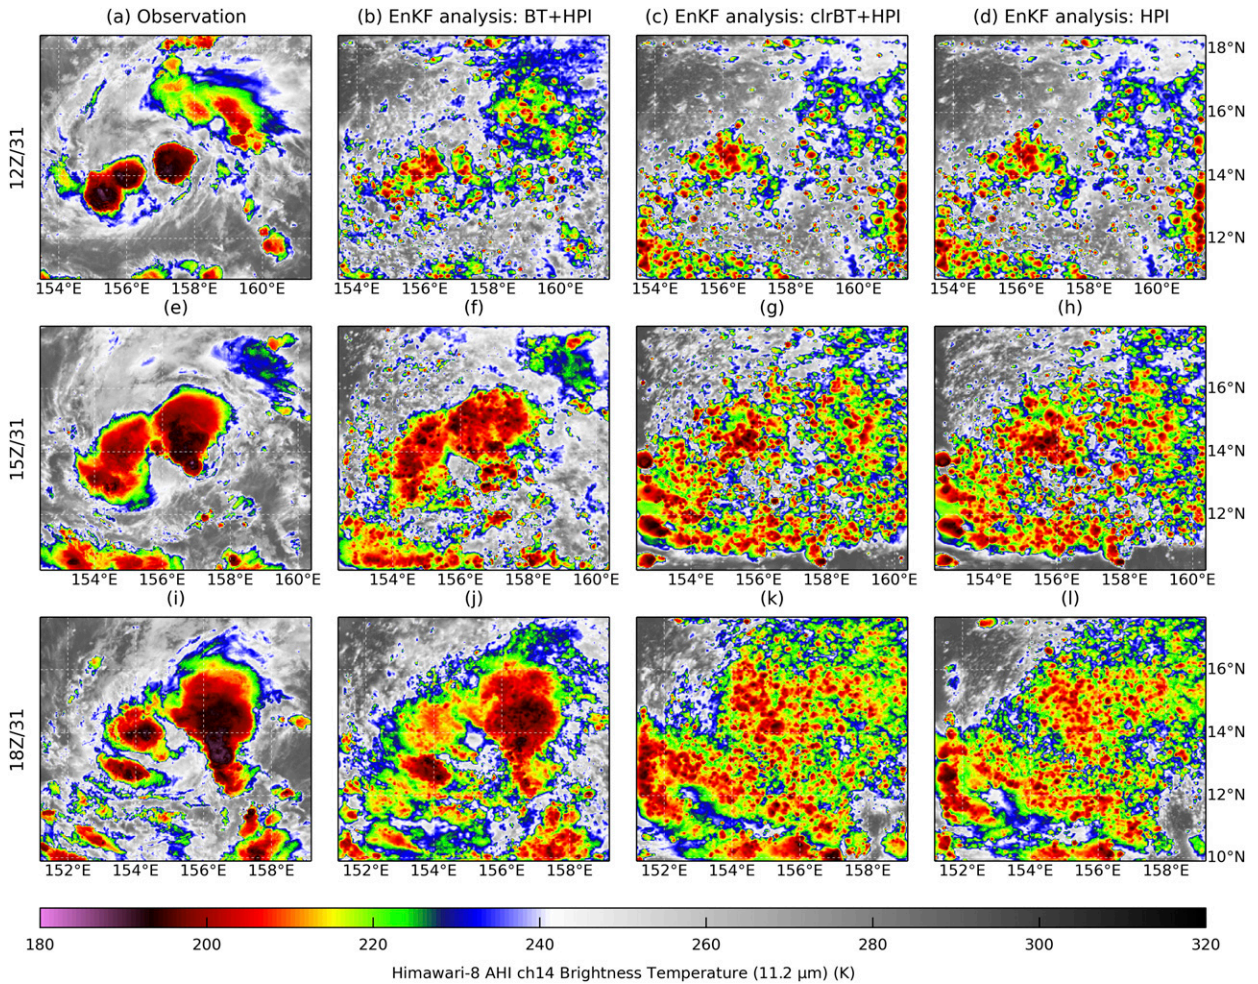 (a) Observation (b) EnKF analysis: BT+HPI (c) EnKF analysis: clrBT+HPI (d) EnKF analysis: HPI
12Z/31
18°N
16°N
14°N
12°N
154°E 156°E 158°E 160°E 154°E 156°E 158°E 160°E 154°E 156°E 158°E 160°E 154°E 156°E 158°E 160°E
(e) (f) (g) (h)
15Z/31
16°N
14°N
12°N
154°E 156°E 158°E 160°E 154°E 156°E 158°E 160°E 154°E 156°E 158°E 160°E 154°E 156°E 158°E 160°E
(i) (j) (k) (l)
18Z/31
16°N
14°N
12°N
10°N
152°E 154°E 156°E 158°E 152°E 154°E 156°E 158°E 152°E 154°E 156°E 158°E 152°E 154°E 156°E 158°E
180 200 220 240 260 280 300 320
Himawari-8 AHI ch14 Brightness Temperature (11.2 μm) (K)